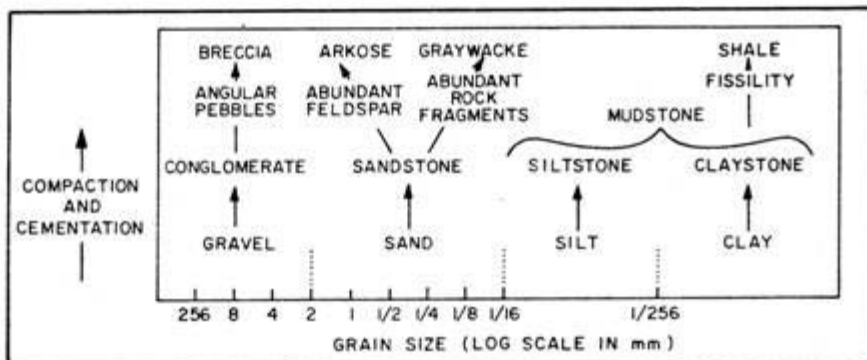 BRECCIA ARKOSE GRAYWACKE SHALE
ANGULAR PEBBLES ABUNDANT FELDSPAR ABUNDANT ROCK FRAGMENTS FISSILITY
MUDSTONE
CONGLOMERATE SANDSTONE SILTSTONE CLAYSTONE
COMPACTION
AND
CEMENTATION
GRAVEL SAND SILT CLAY
256 8 4 2 1 1/2 1/4 1/8 1/16 1/256
GRAIN SIZE (LOG SCALE IN mm)